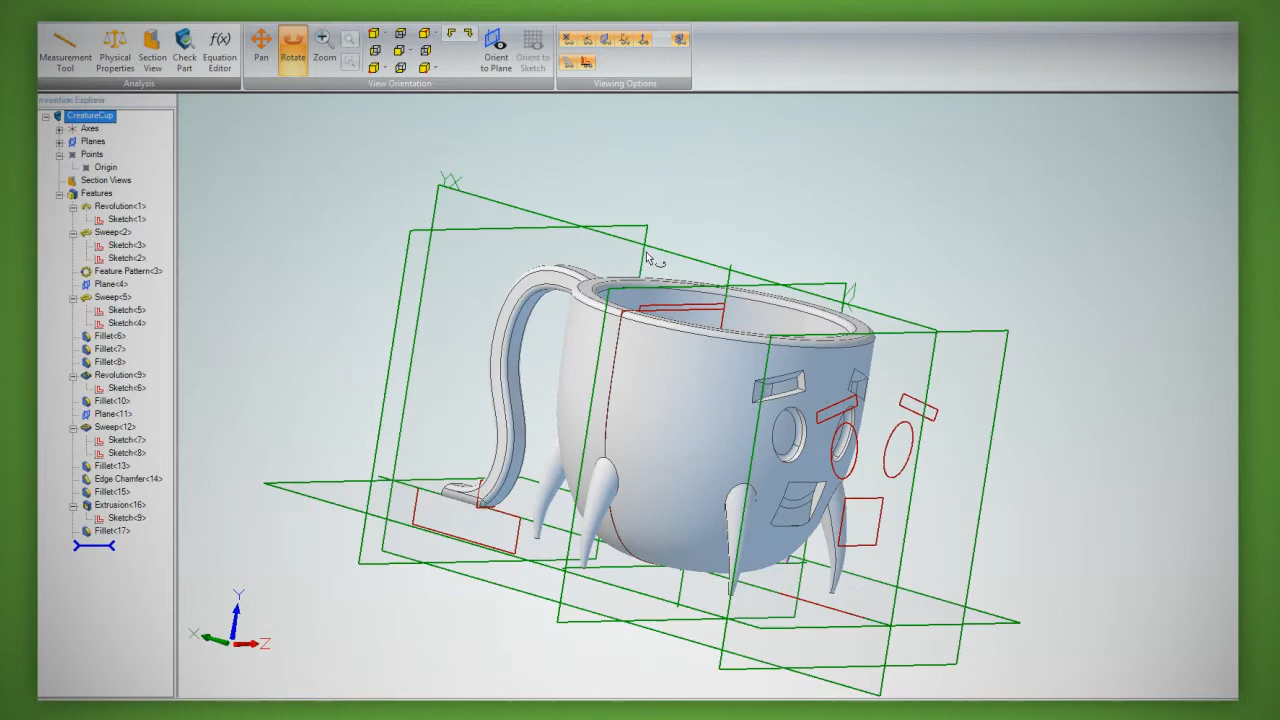 Measurement Tool
Physical Properties
Section View
Check Part
f(x)
Equation Editor
Analysis
Pan
Rotate
Zoom
Orient to Plane
Orient to Sketch
View Orientation
Viewing Options
Explorer
CreatureCup
Axes
Planes
Points
Origin
Section Views
Features
Revolution<1>
Sketch<1>
Sweep<2>
Sketch<3>
Sketch<2>
Feature Pattern<3>
Plane<4>
Sweep<5>
Sketch<5>
Sketch<4>
Fillet<6>
Fillet<7>
Fillet<8>
Revolution<9>
Sketch<6>
Fillet<10>
Plane<11>
Sweep<12>
Sketch<7>
Sketch<8>
Fillet<13>
Edge Chamfer<14>
Fillet<15>
Extrusion<16>
Sketch<9>
Fillet<17>
YX
Y
X
Z